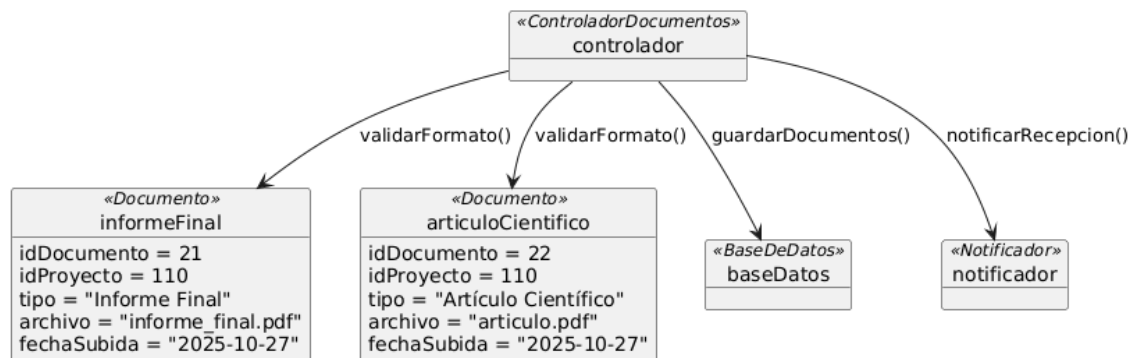 «ControladorDocumentos»
controlador
validarFormato()
validarFormato()
guardarDocumentos()
notificarRecepcion()
«Documento»
informeFinal
idDocumento = 21
idProyecto = 110
tipo = "Informe Final"
archivo = "informe_final.pdf"
fechaSubida = "2025-10-27"
«Documento»
articuloCientifico
idDocumento = 22
idProyecto = 110
tipo = "Artículo Científico"
archivo = "articulo.pdf"
fechaSubida = "2025-10-27"
«BaseDeDatos»
baseDatos
«Notificador»
notificador